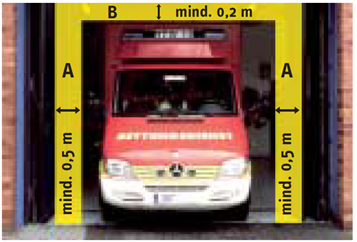 B mind. 0,2 m
A
A
mind. 0,5 m
mind. 0,5 m
RETTUNGSDIENST